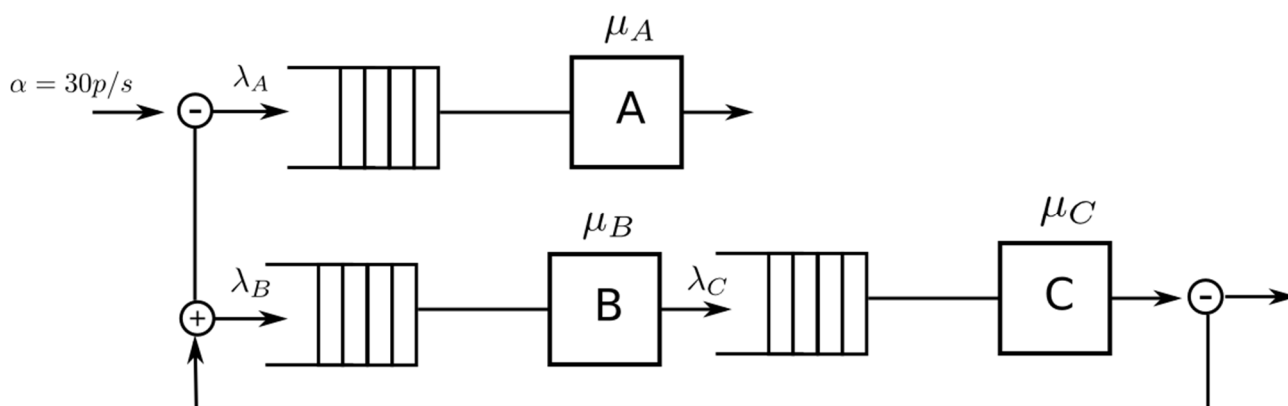 μ_A
α = 30p/s
λ_A
-
A
μ_B
μ_C
λ_B
λ_C
+
B
C
-